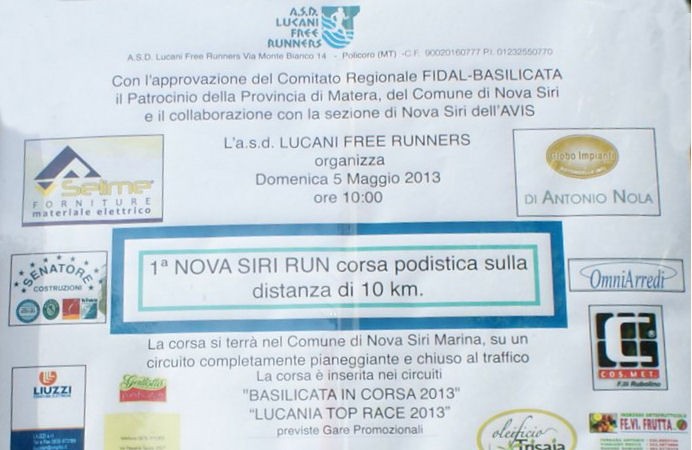 A.S.D.
LUCANI
FREE
RUNNERS
A.S.D. Lucani Free Runners Via Monte Bianco 14 - Policoro (MT) -C.F. 90020160777 P.I. 01232550770
Con l'approvazione del Comitato Regionale FIDAL-BASILICATA
il Patrocinio della Provincia di Matera, del Comune di Nova Siri
e il collaborazione con la sezione di Nova Siri dell'AVIS
L'a.s.d. LUCANI FREE RUNNERS
organizza
Domenica 5 Maggio 2013
ore 10:00
Selme
FORNITURE
materiale elettrico
Globo Impianti
DI ANTONIO NOLA
SENATORE
COSTRUZIONI
1ª NOVA SIRI RUN corsa podistica sulla
distanza di 10 km.
OmniArredi
La corsa si terrà nel Comune di Nova Siri Marina, su un
circuito completamente pianeggiante e chiuso al traffico
La corsa è inserita nei circuiti
"BASILICATA IN CORSA 2013"
"LUCANIA TOP RACE 2013"
previste Gare Promozionali
COS.MET.
F.lli Rubolino
LIUZZI
oleificio
Trisaia
FE.VI. FRUTTA